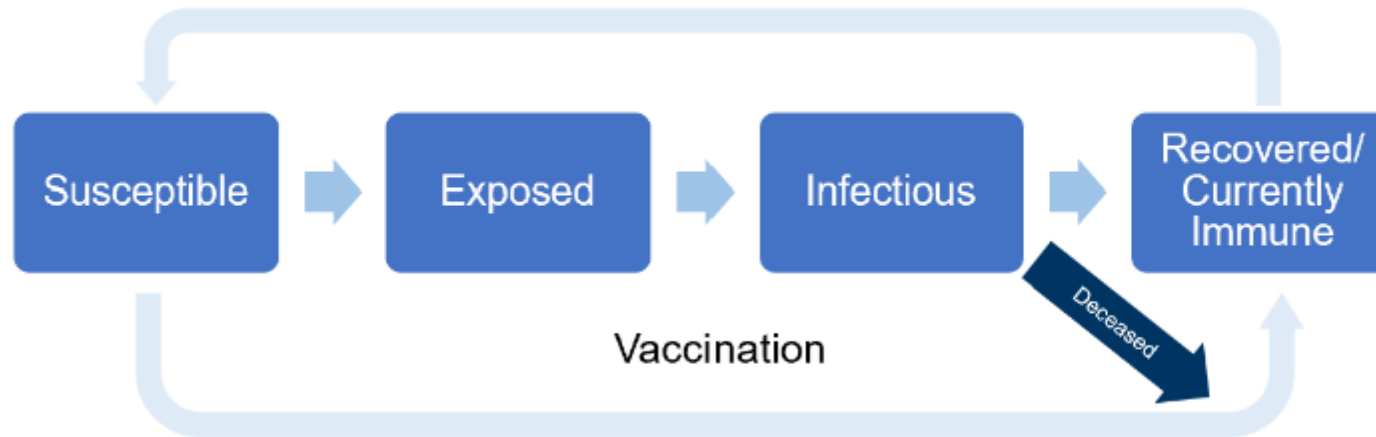 Susceptible
Exposed
Infectious
Recovered/
Currently
Immune
Deceased
Vaccination